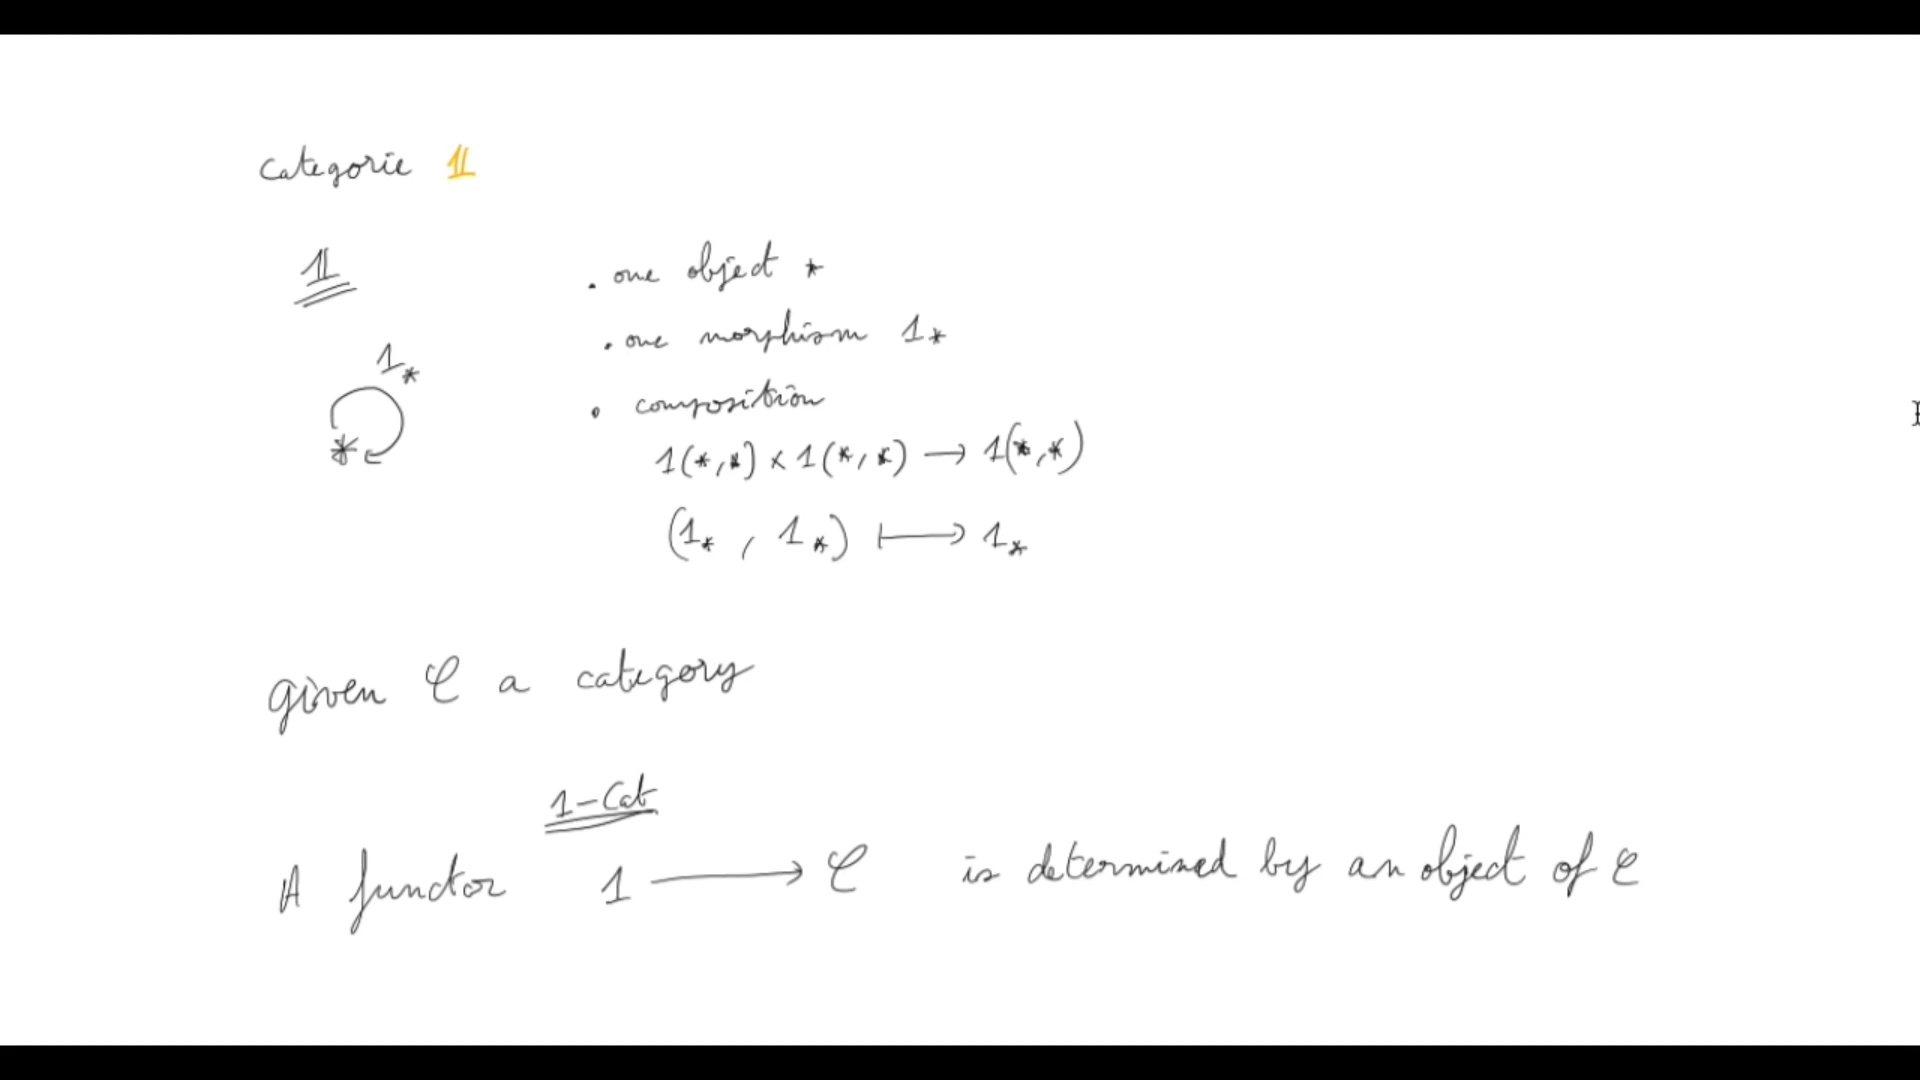 categorie 𝟙
𝟙
. one object *
. one morphism 1*
1*
*
. composition
1(*,*) × 1(*,*) → 1(*,*)
(1*, 1*) ⟼ 1*
given 𝒞 a category
1-Cat
A functor 1 ⟶ 𝒞 is determined by an object of 𝒞